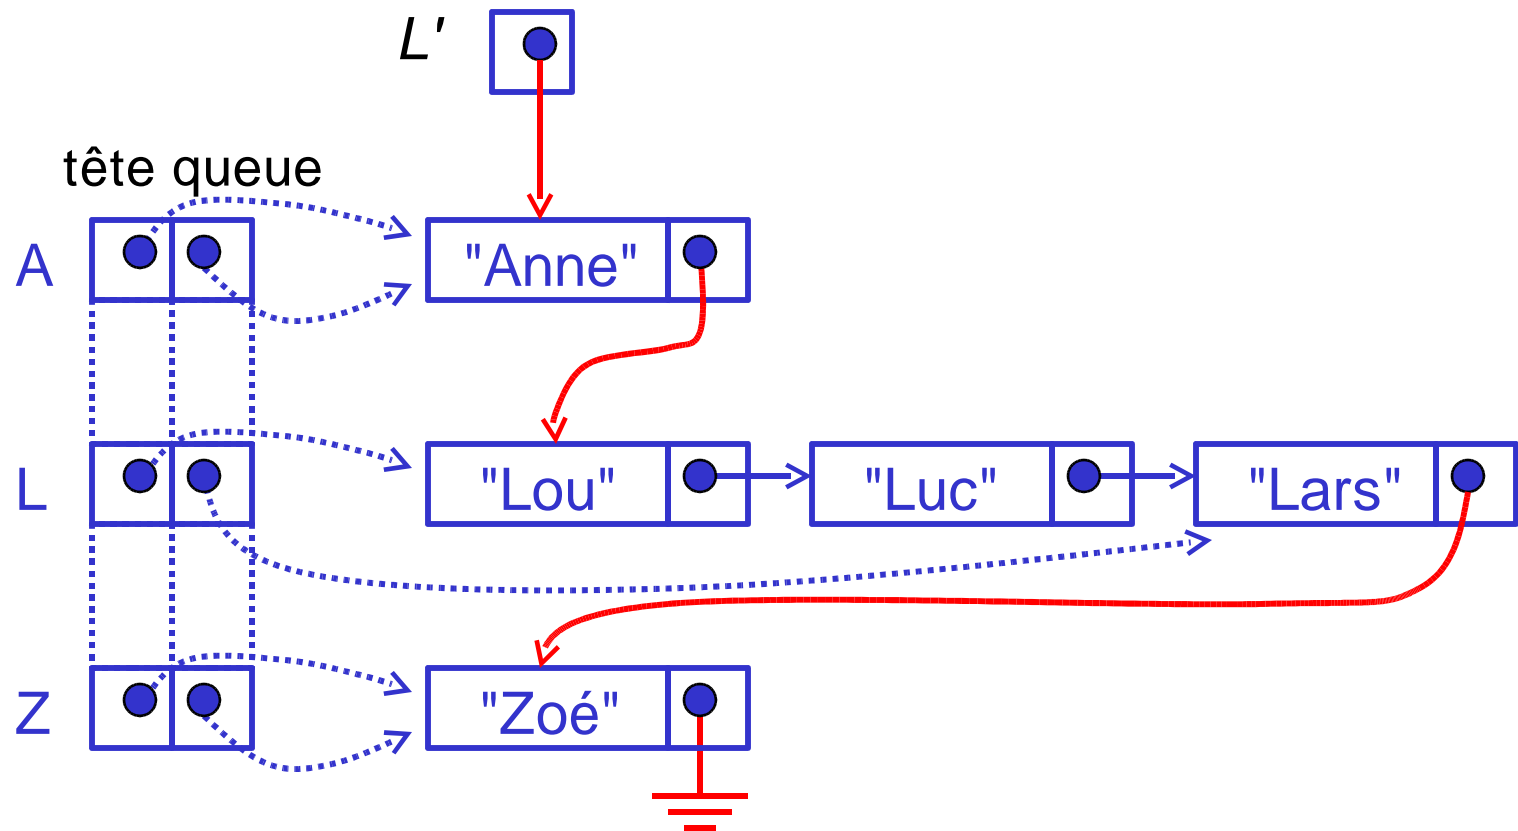 L'
tête queue
A "Anne"
L "Lou" "Luc" "Lars"
Z "Zoé"